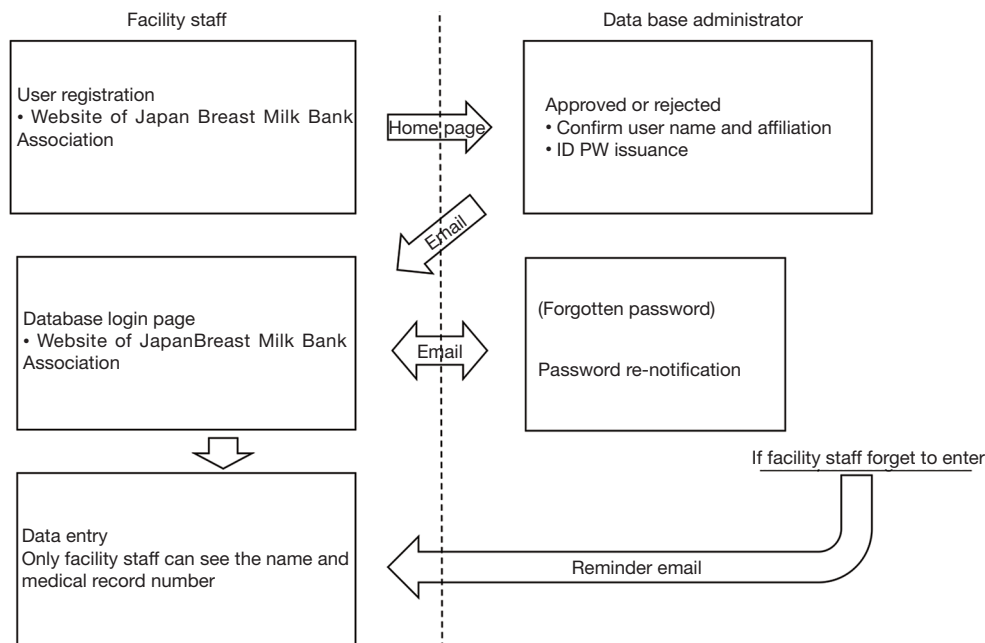 Facility staff
Data base administrator
User registration
• Website of Japan Breast Milk Bank
Association
Home page
Approved or rejected
• Confirm user name and affiliation
• ID PW issuance
Email
Database login page
• Website of JapanBreast Milk Bank
Association
Email
(Forgotten password)
Password re-notification
If facility staff forget to enter
Data entry
Only facility staff can see the name and
medical record number
Reminder email